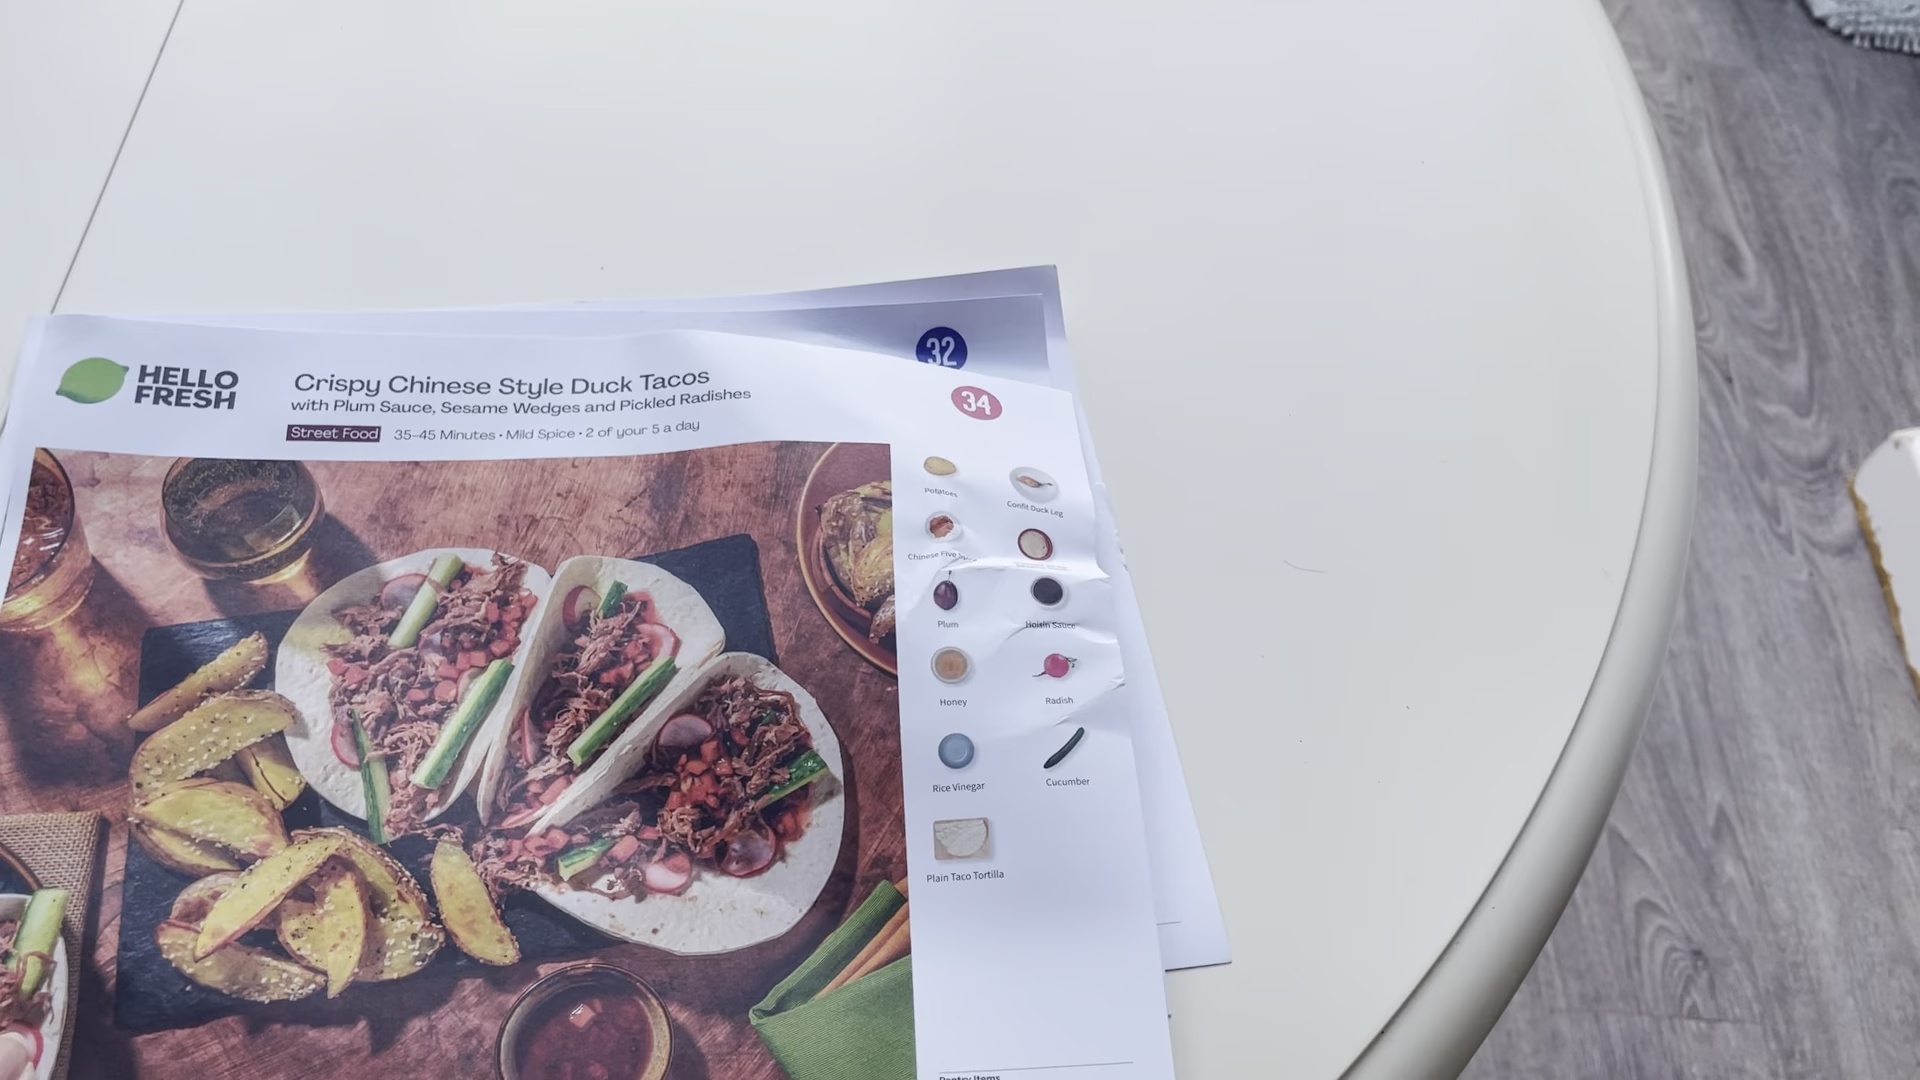 32
HELLO
FRESH
Crispy Chinese Style Duck Tacos
with Plum Sauce, Sesame Wedges and Pickled Radishes
Street Food 35-45 Minutes • Mild Spice • 2 of your 5 a day
34
Potatoes
Confit Duck Leg
Chinese Five
Plum
Hoisin Sauce
Honey
Radish
Rice Vinegar
Cucumber
Plain Taco Tortilla
Pantry Items